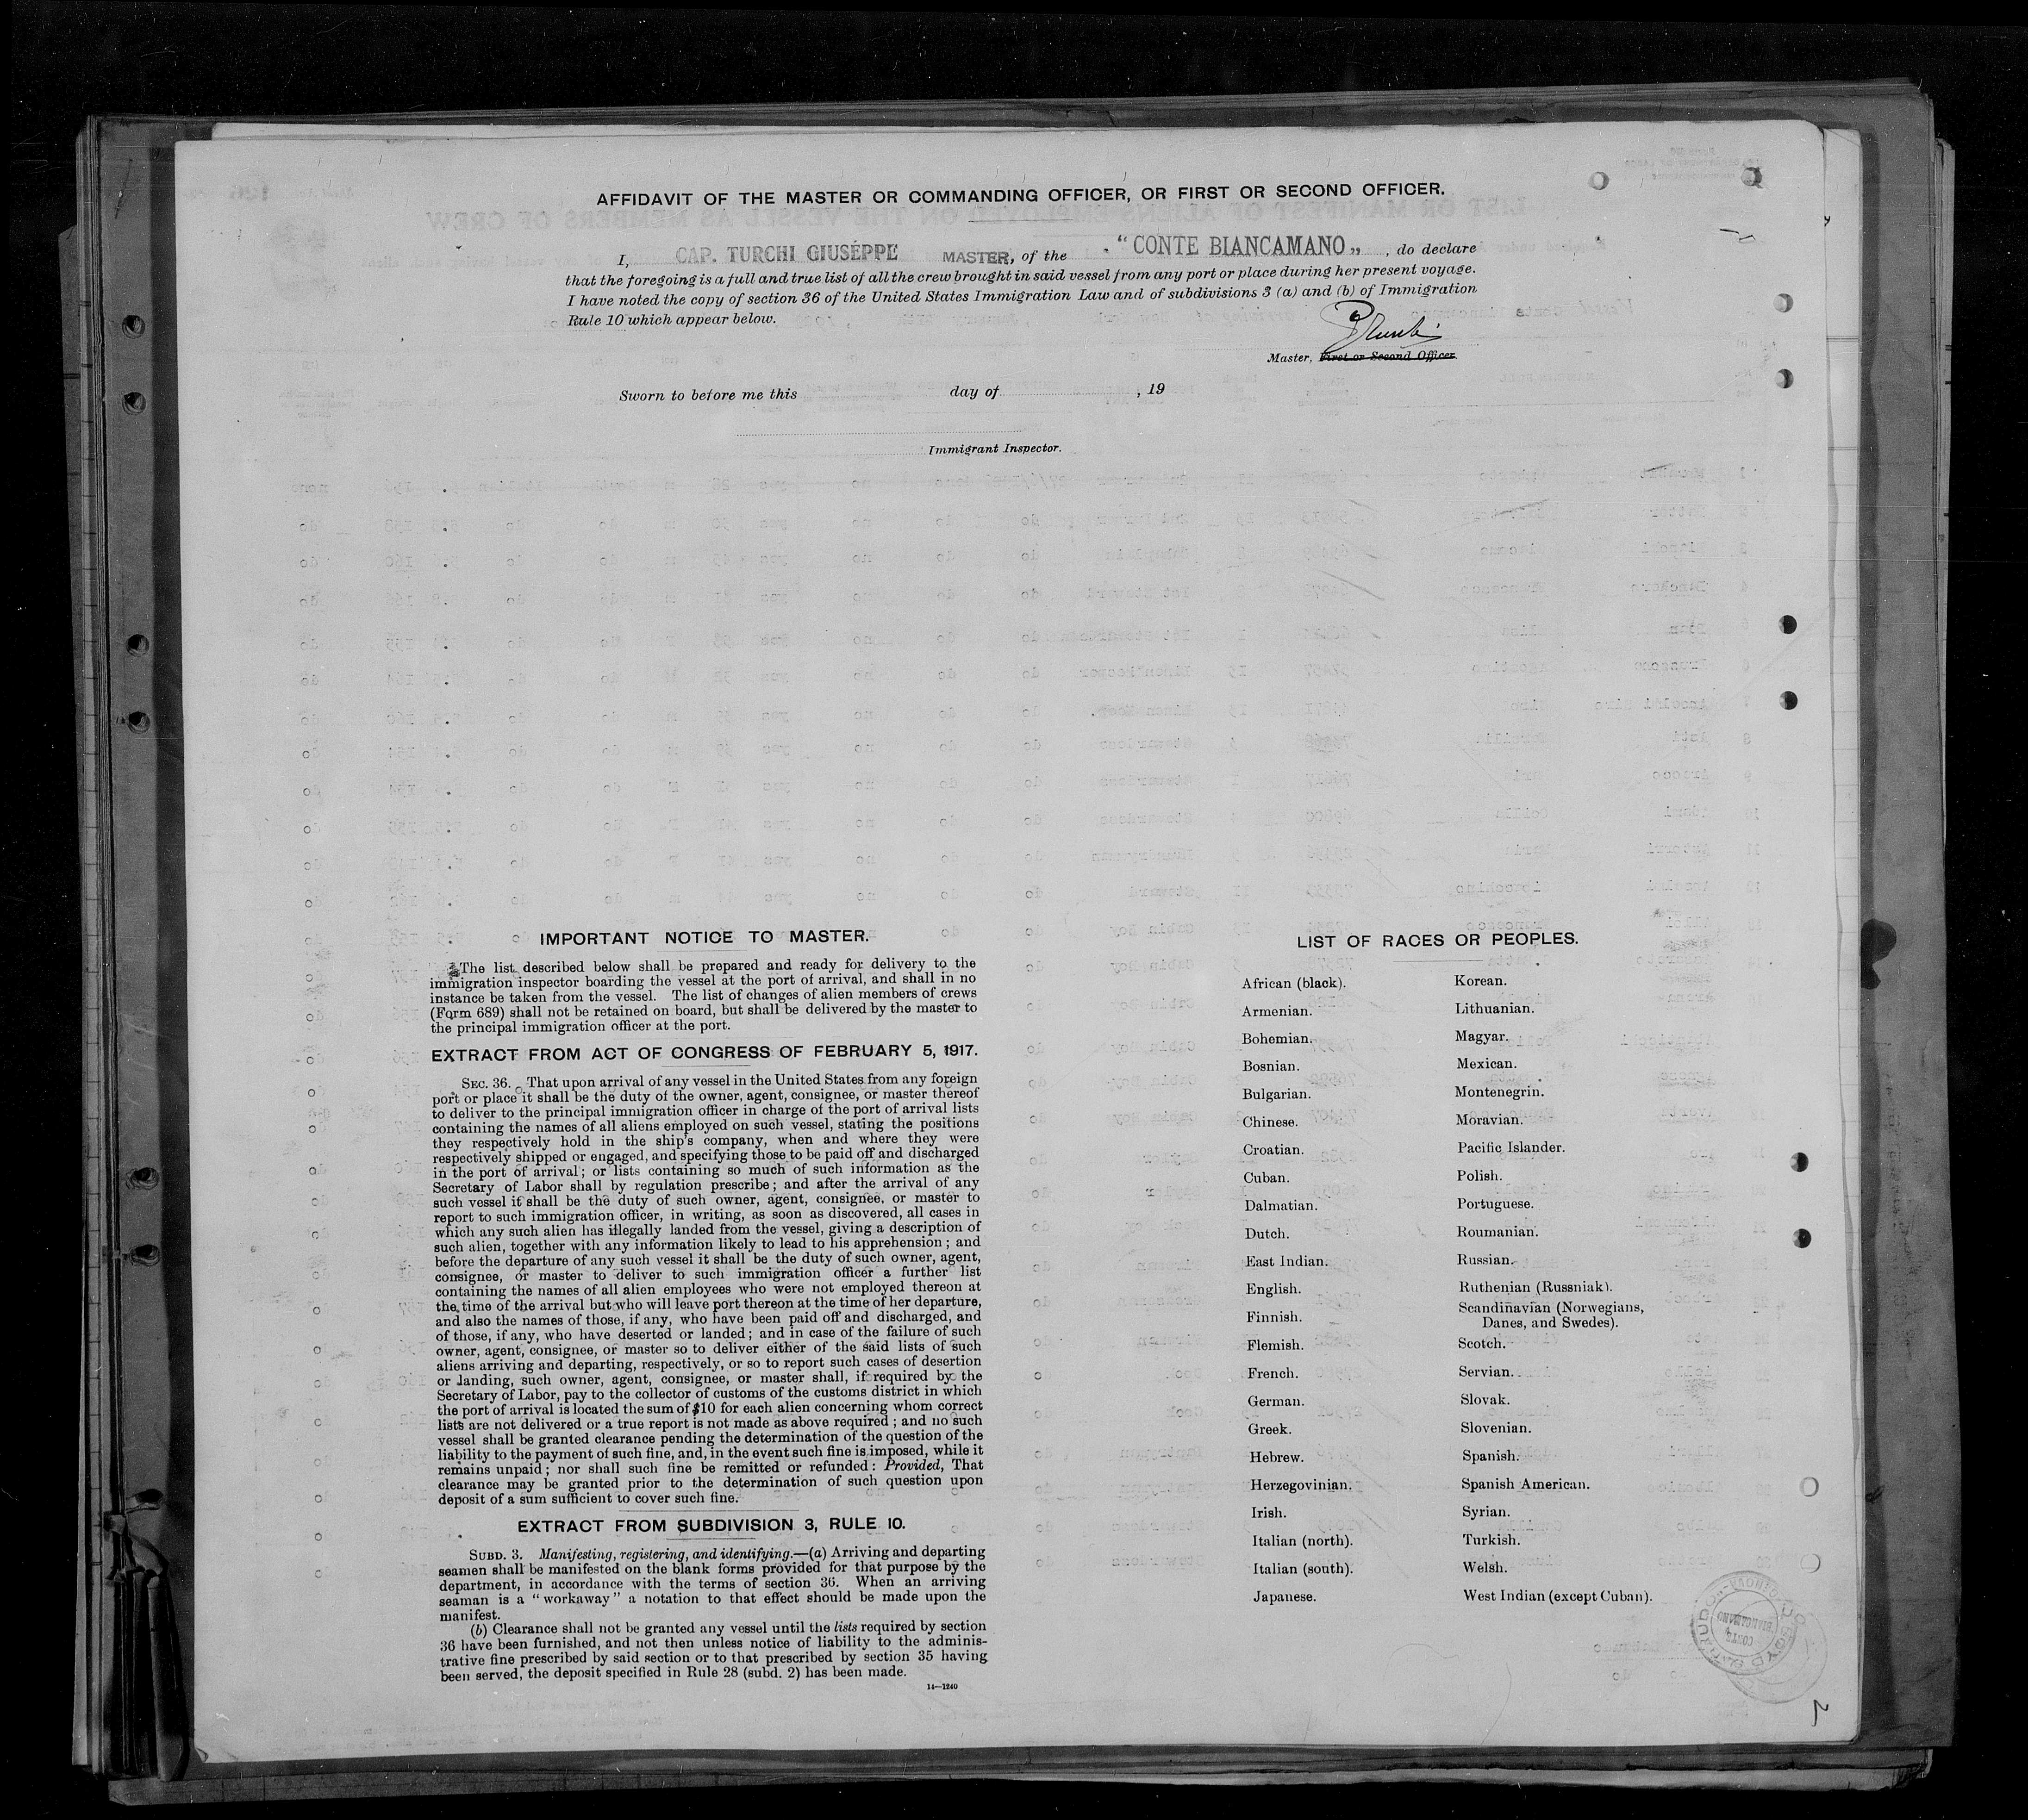 AFFIDAVIT OF THE MASTER OR COMMANDING OFFICER, OR FIRST OR SECOND OFFICER.
I, CAP. TURCHI GIUSEPPE MASTER, of the "CONTE BIANCAMANO", do declare
that the foregoing is a full and true list of all the crew brought in said vessel from any port or place during her present voyage.
I have noted the copy of section 36 of the United States Immigration Law and of subdivisions 3 (a) and (b) of Immigration
Rule 10 which appear below.
Master, First or Second Officer
Sworn to before me this day of , 19
Immigrant Inspector.
IMPORTANT NOTICE TO MASTER.
The list described below shall be prepared and ready for delivery to the
immigration inspector boarding the vessel at the port of arrival, and shall in no
instance be taken from the vessel. The list of changes of alien members of crews
(Form 689) shall not be retained on board, but shall be delivered by the master to
the principal immigration officer at the port.
EXTRACT FROM ACT OF CONGRESS OF FEBRUARY 5, 1917.
SEC. 36. That upon arrival of any vessel in the United States from any foreign
port or place it shall be the duty of the owner, agent, consignee, or master thereof
to deliver to the principal immigration officer in charge of the port of arrival lists
containing the names of all aliens employed on such vessel, stating the positions
they respectively hold in the ship's company, when and where they were
respectively shipped or engaged, and specifying those to be paid off and discharged
in the port of arrival; or lists containing so much of such information as the
Secretary of Labor shall by regulation prescribe; and after the arrival of any
such vessel it shall be the duty of such owner, agent, consignee, or master to
report to such immigration officer, in writing, as soon as discovered, all cases in
which any such alien has illegally landed from the vessel, giving a description of
such alien, together with any information likely to lead to his apprehension; and
before the departure of any such vessel it shall be the duty of such owner, agent,
consignee, or master to deliver to such immigration officer a further list
containing the names of all alien employees who were not employed thereon at
the time of the arrival but who will leave port thereon at the time of her departure,
and also the names of those, if any, who have been paid off and discharged, and
of those, if any, who have deserted or landed; and in case of the failure of such
owner, agent, consignee, or master so to deliver either of the said lists of such
aliens arriving and departing, respectively, or so to report such cases of desertion
or landing, such owner, agent, consignee, or master shall, if required by the
Secretary of Labor, pay to the collector of customs of the customs district in which
the port of arrival is located the sum of $10 for each alien concerning whom correct
lists are not delivered or a true report is not made as above required; and no such
vessel shall be granted clearance pending the determination of the question of the
liability to the payment of such fine, and, in the event such fine is imposed, while it
remains unpaid; nor shall such fine be remitted or refunded: Provided, That
clearance may be granted prior to the determination of such question upon
deposit of a sum sufficient to cover such fine.
EXTRACT FROM SUBDIVISION 3, RULE 10.
SUBD. 3. Manifesting, registering, and identifying.—(a) Arriving and departing
seamen shall be manifested on the blank forms provided for that purpose by the
department, in accordance with the terms of section 36. When an arriving
seaman is a "workaway" a notation to that effect should be made upon the
manifest.
(b) Clearance shall not be granted any vessel until the lists required by section
36 have been furnished, and not then unless notice of liability to the adminis-
trative fine prescribed by said section or to that prescribed by section 35 having
been served, the deposit specified in Rule 28 (subd. 2) has been made.
14—1240
LIST OF RACES OR PEOPLES.
African (black).
Armenian.
Bohemian.
Bosnian.
Bulgarian.
Chinese.
Croatian.
Cuban.
Dalmatian.
Dutch.
East Indian.
English.
Finnish.
Flemish.
French.
German.
Greek.
Hebrew.
Herzegovinian.
Irish.
Italian (north).
Italian (south).
Japanese.
Korean.
Lithuanian.
Magyar.
Mexican.
Montenegrin.
Moravian.
Pacific Islander.
Polish.
Portuguese.
Roumanian.
Russian.
Ruthenian (Russniak).
Scandinavian (Norwegians,
Danes, and Swedes).
Scotch.
Servian.
Slovak.
Slovenian.
Spanish.
Spanish American.
Syrian.
Turkish.
Welsh.
West Indian (except Cuban).